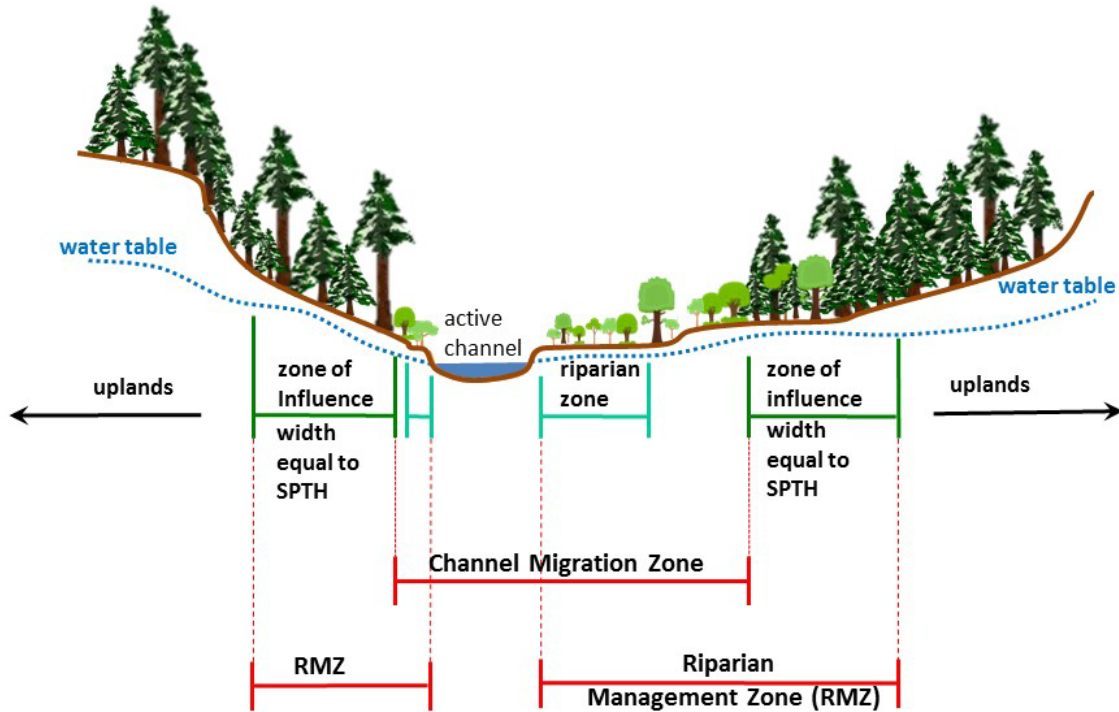 water table
active
channel
water table
uplands
zone of
Influence
width
equal to
SPTH
riparian
zone
zone of
influence
width
equal to
SPTH
uplands
Channel Migration Zone
RMZ
Riparian
Management Zone (RMZ)